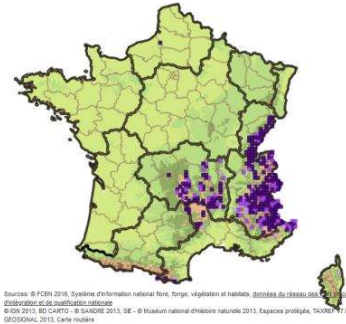 Sources: © FCBN 2016, Système d'information national flore, fonge, végétation et habitats, données du réseau des
d'intégration et de qualification nationale
© IGN 2013, BD CARTO - © SANDRE 2013, SIE - © Muséum national d'Histoire naturelle 2013, Espaces protégés, TAXREF
GEOSIGNAL 2013, Carte routière